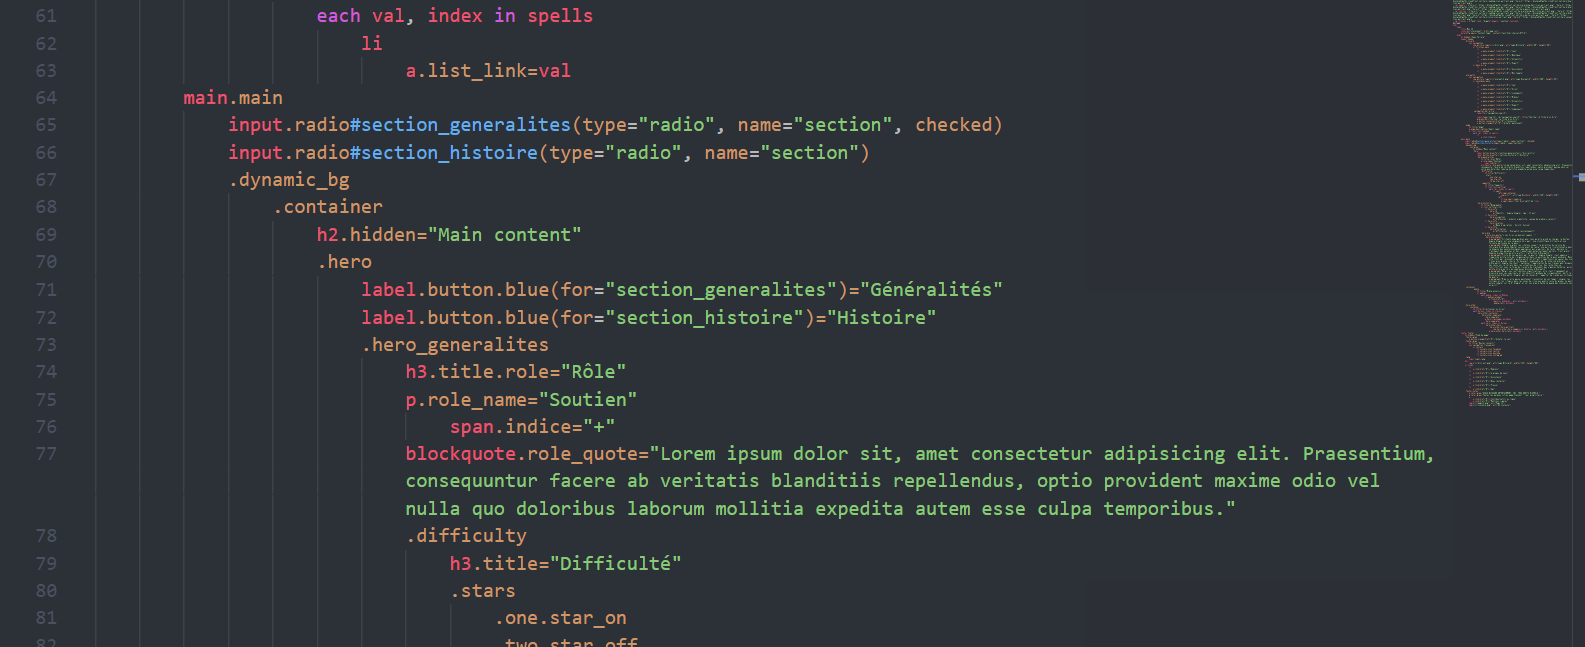 61 each val, index in spells
62 li
63 a.list_link=val
64 main.main
65 input.radio#section_generalites(type="radio", name="section", checked)
66 input.radio#section_histoire(type="radio", name="section")
67 .dynamic_bg
68 .container
69 h2.hidden="Main content"
70 .hero
71 label.button.blue(for="section_generalites")="Généralités"
72 label.button.blue(for="section_histoire")="Histoire"
73 .hero_generalites
74 h3.title.role="Rôle"
75 p.role_name="Soutien"
76 span.indice="+"
77 blockquote.role_quote="Lorem ipsum dolor sit, amet consectetur adipisicing elit. Praesentium,
consequuntur facere ab veritatis blanditiis repellendus, optio provident maxime odio vel
nulla quo doloribus laborum mollitia expedita autem esse culpa temporibus."
78 .difficulty
79 h3.title="Difficulté"
80 .stars
81 .one.star_on
82 .two.star_off